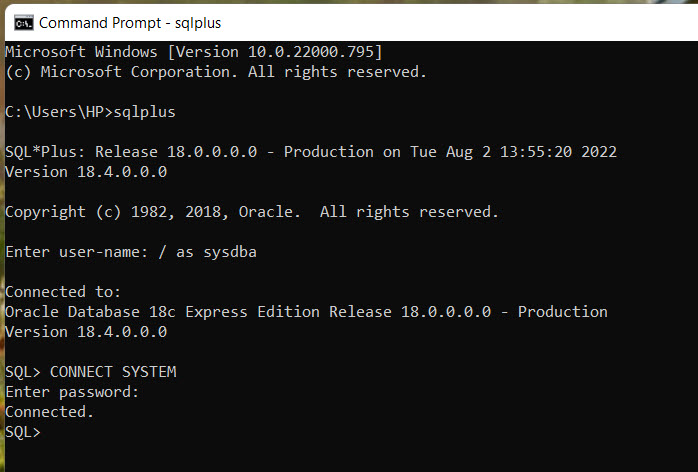 Command Prompt - sqlplus
Microsoft Windows [Version 10.0.22000.795]
(c) Microsoft Corporation. All rights reserved.
C:\Users\HP>sqlplus
SQL*Plus: Release 18.0.0.0.0 - Production on Tue Aug 2 13:55:20 2022
Version 18.4.0.0.0
Copyright (c) 1982, 2018, Oracle.  All rights reserved.
Enter user-name: / as sysdba
Connected to:
Oracle Database 18c Express Edition Release 18.0.0.0.0 - Production
Version 18.4.0.0.0
SQL> CONNECT SYSTEM
Enter password:
Connected.
SQL>